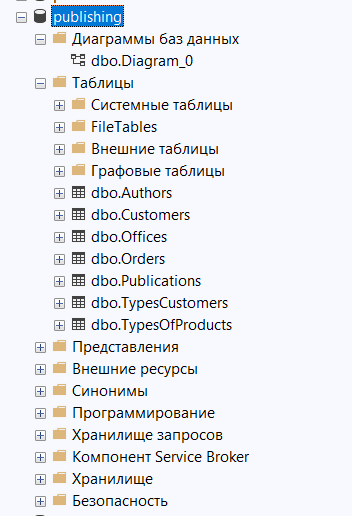 publishing
Диаграммы баз данных
dbo.Diagram_0
Таблицы
Системные таблицы
FileTables
Внешние таблицы
Графовые таблицы
dbo.Authors
dbo.Customers
dbo.Offices
dbo.Orders
dbo.Publications
dbo.TypesCustomers
dbo.TypesOfProducts
Представления
Внешние ресурсы
Синонимы
Программирование
Хранилище запросов
Компонент Service Broker
Хранилище
Безопасность